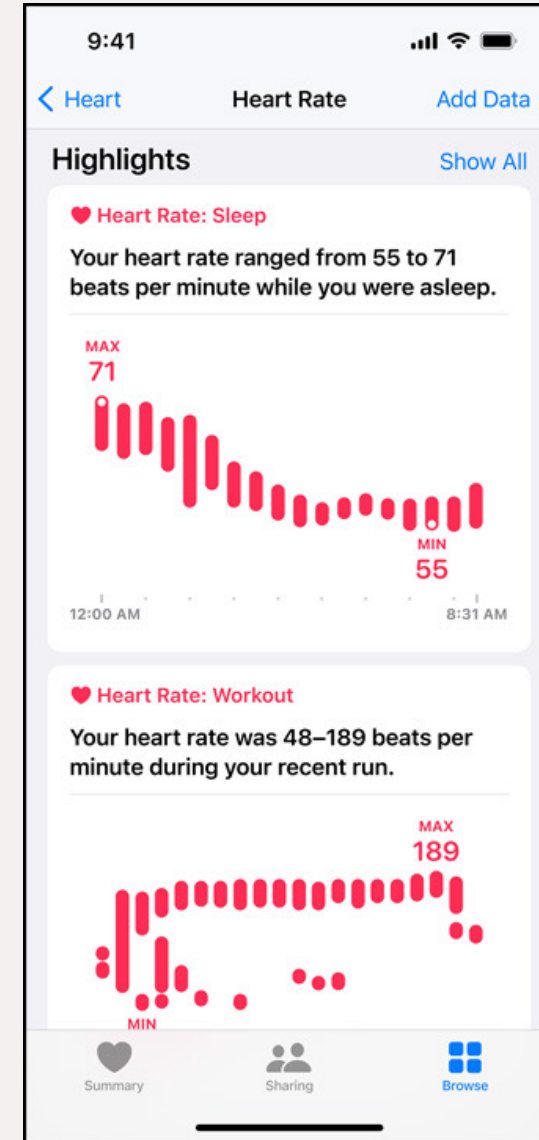 9:41
Heart
Heart Rate
Add Data
Highlights
Show All
Heart Rate: Sleep
Your heart rate ranged from 55 to 71
beats per minute while you were asleep.
MAX
71
MIN
55
12:00 AM
8:31 AM
Heart Rate: Workout
Your heart rate was 48–189 beats per
minute during your recent run.
MAX
189
MIN
Summary
Sharing
Browse